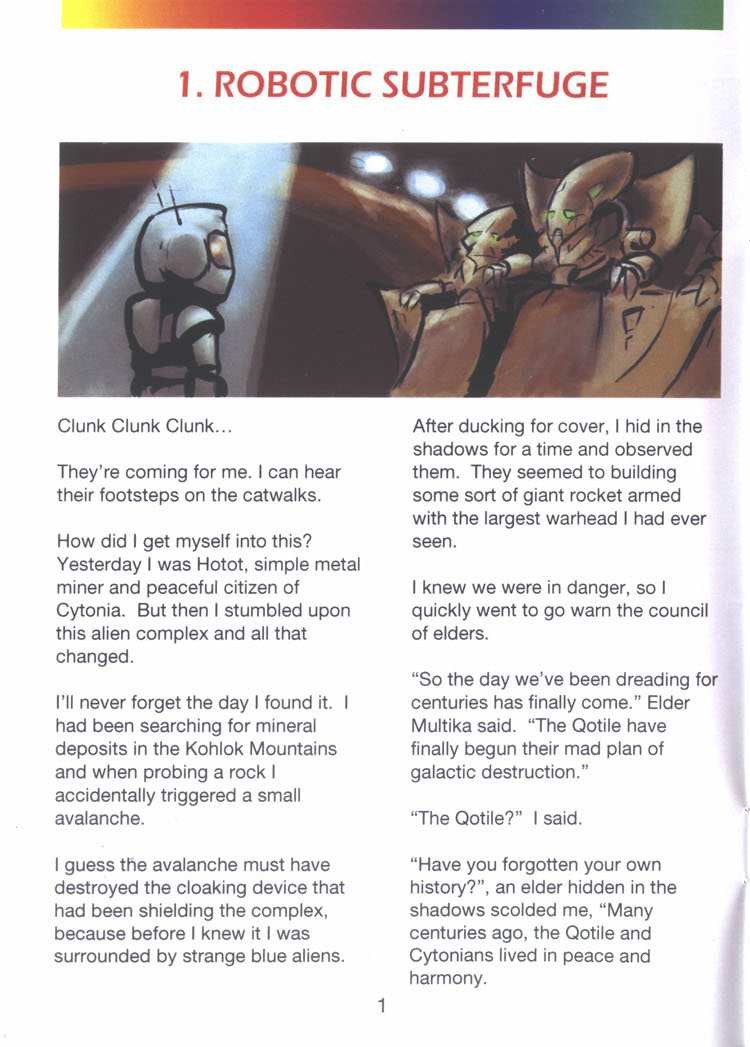 1. ROBOTIC SUBTERFUGE
Clunk Clunk Clunk...
They're coming for me. I can hear
their footsteps on the catwalks.
How did I get myself into this?
Yesterday I was Hotot, simple metal
miner and peaceful citizen of
Cytonia.  But then I stumbled upon
this alien complex and all that
changed.
I'll never forget the day I found it.  I
had been searching for mineral
deposits in the Kohlok Mountains
and when probing a rock I
accidentally triggered a small
avalanche.
I guess the avalanche must have
destroyed the cloaking device that
had been shielding the complex,
because before I knew it I was
surrounded by strange blue aliens.
After ducking for cover, I hid in the
shadows for a time and observed
them.  They seemed to building
some sort of giant rocket armed
with the largest warhead I had ever
seen.
I knew we were in danger, so I
quickly went to go warn the council
of elders.
“So the day we've been dreading for
centuries has finally come.” Elder
Multika said.  “The Qotile have
finally begun their mad plan of
galactic destruction.”
“The Qotile?”  I said.
“Have you forgotten your own
history?”, an elder hidden in the
shadows scolded me, “Many
centuries ago, the Qotile and
Cytonians lived in peace and
harmony.
1